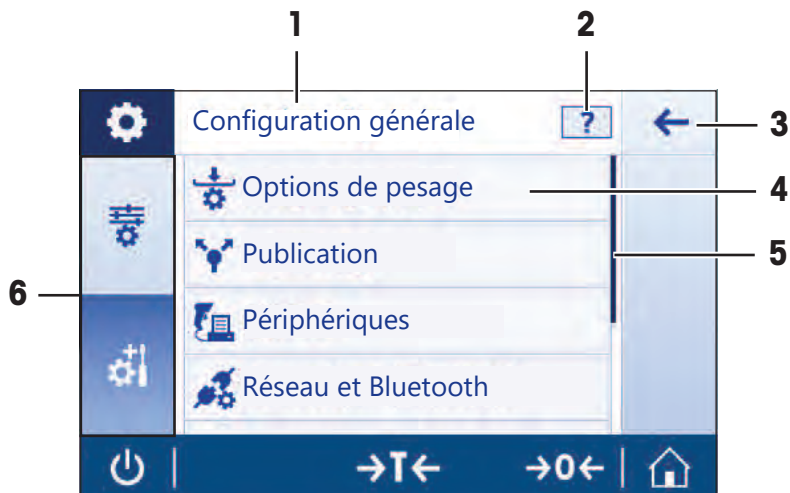 1 2
Configuration générale ? 3
Options de pesage 4
Publication 5
6
Périphériques
Réseau et Bluetooth
→T← →0←